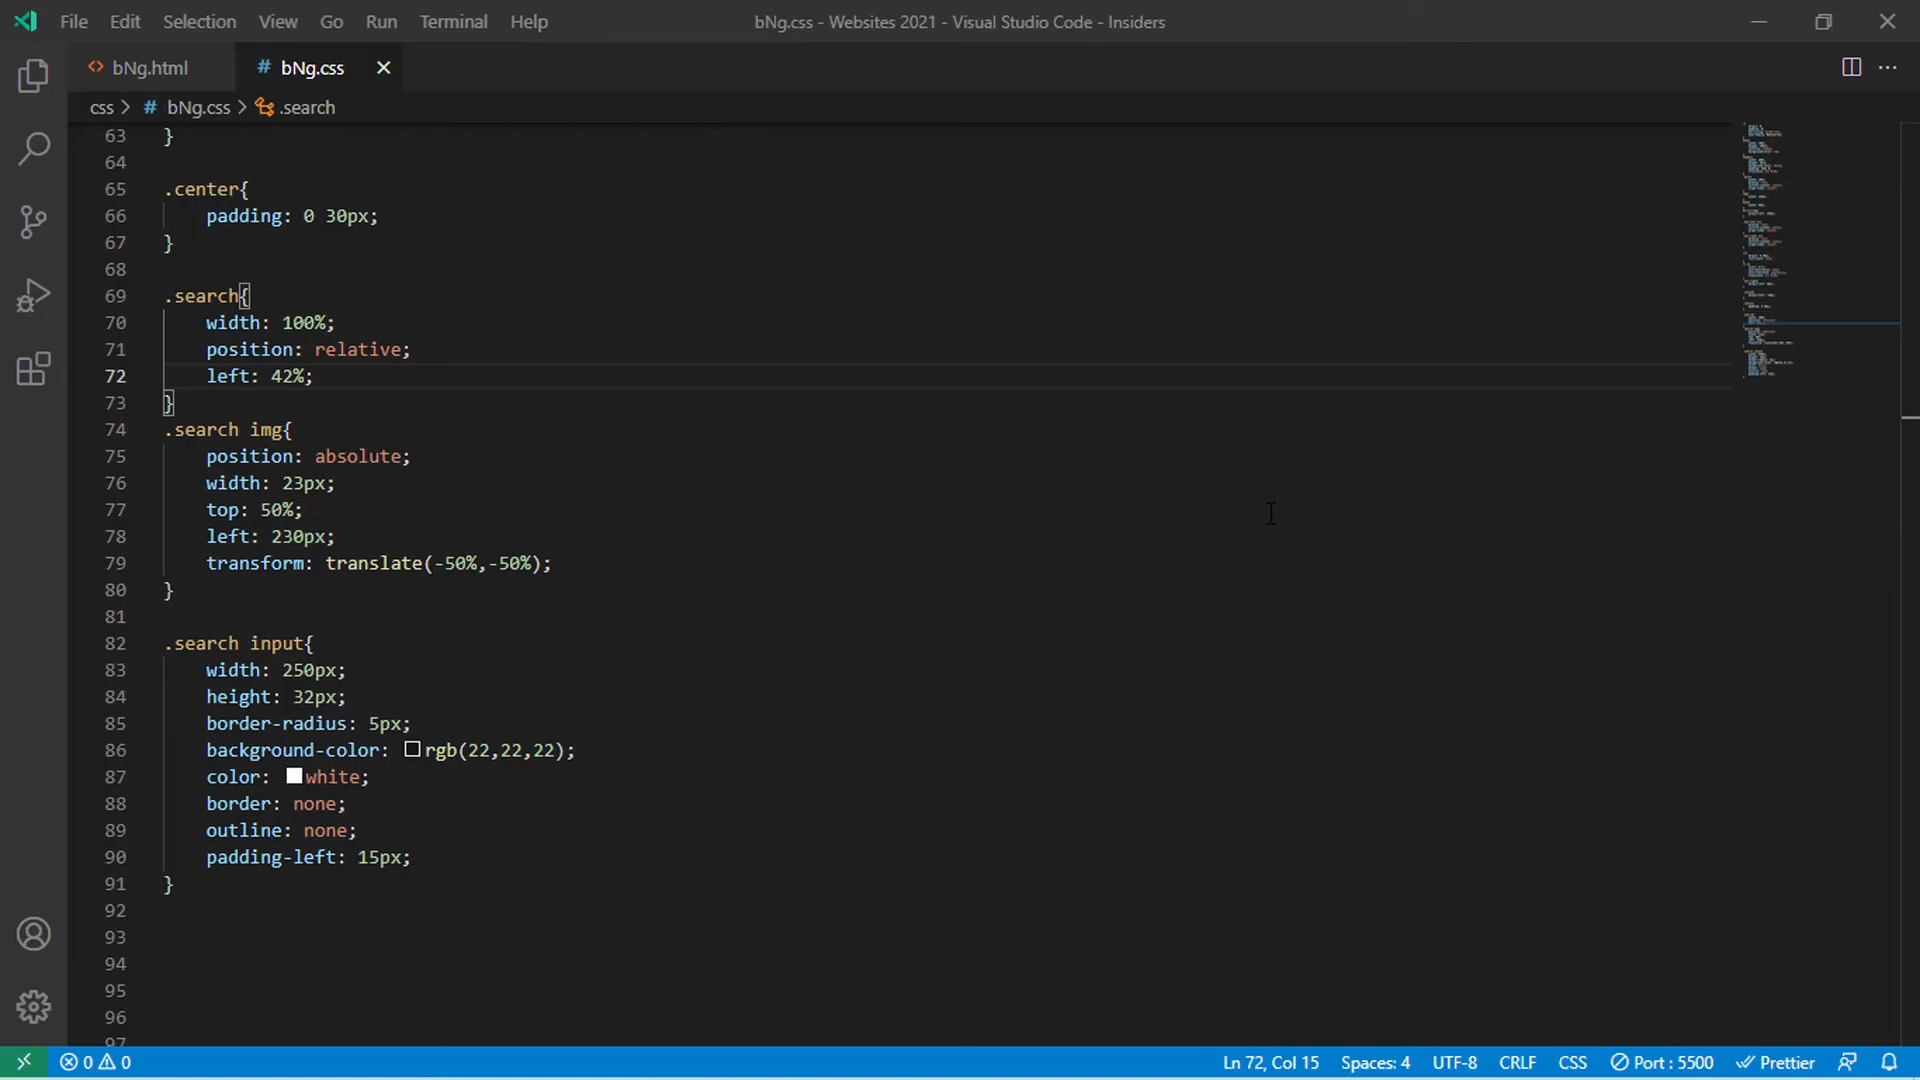 File Edit Selection View Go Run Terminal Help bNg.css - Websites 2021 - Visual Studio Code - Insiders
<> bNg.html # bNg.css
css > # bNg.css > .search
63 }
64
65 .center{
66 padding: 0 30px;
67 }
68
69 .search{
70 width: 100%;
71 position: relative;
72 left: 42%;
73 }
74 .search img{
75 position: absolute;
76 width: 23px;
77 top: 50%;
78 left: 230px;
79 transform: translate(-50%,-50%);
80 }
81
82 .search input{
83 width: 250px;
84 height: 32px;
85 border-radius: 5px;
86 background-color: rgb(22,22,22);
87 color: white;
88 border: none;
89 outline: none;
90 padding-left: 15px;
91 }
92
93
94
95
96
97
0 0 Ln 72, Col 15 Spaces: 4 UTF-8 CRLF CSS Port : 5500 Prettier